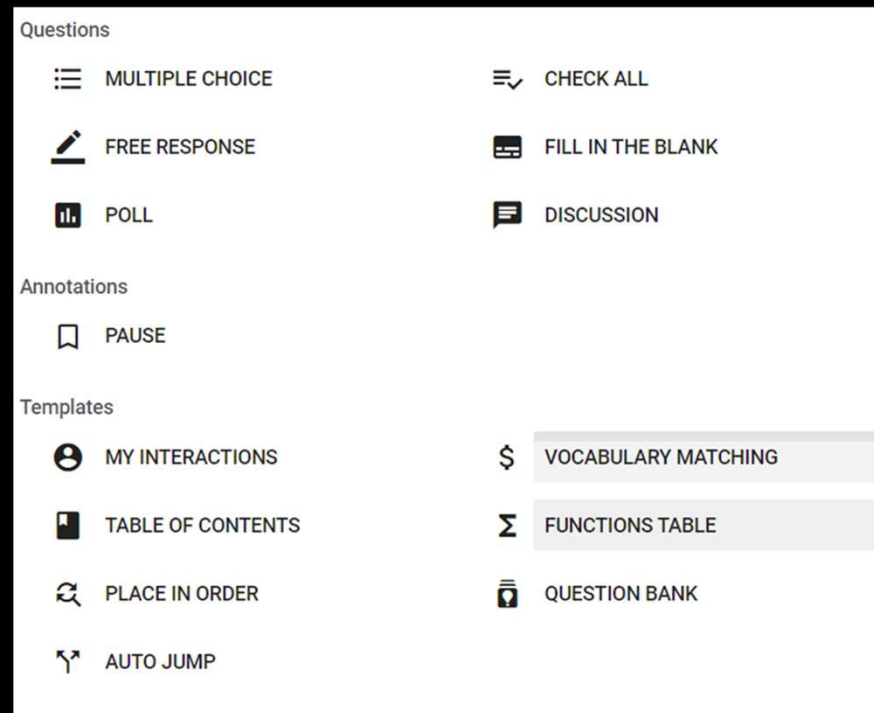 Questions
MULTIPLE CHOICE CHECK ALL
FREE RESPONSE FILL IN THE BLANK
POLL DISCUSSION
Annotations
PAUSE
Templates
MY INTERACTIONS VOCABULARY MATCHING
TABLE OF CONTENTS FUNCTIONS TABLE
PLACE IN ORDER QUESTION BANK
AUTO JUMP